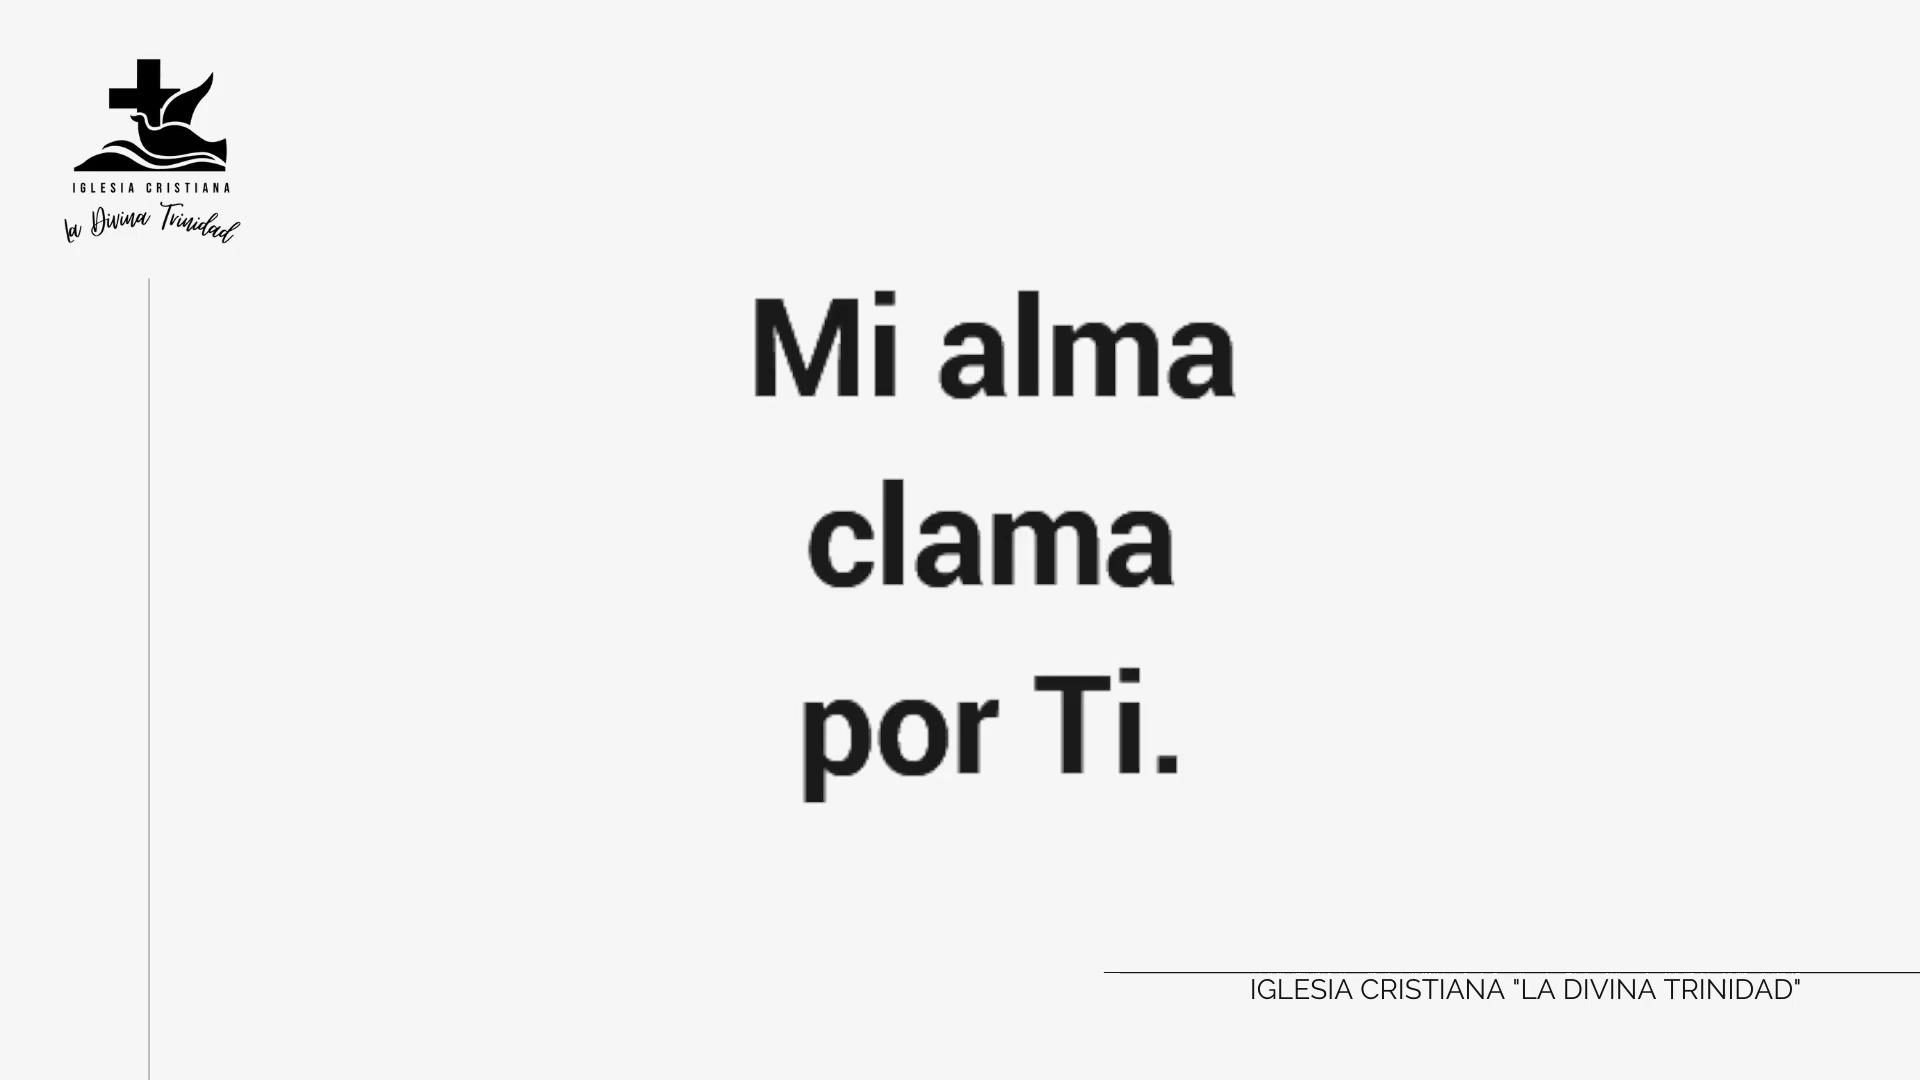 IGLESIA CRISTIANA
La Divina Trinidad
Mi alma
clama
por Ti.
IGLESIA CRISTIANA "LA DIVINA TRINIDAD"